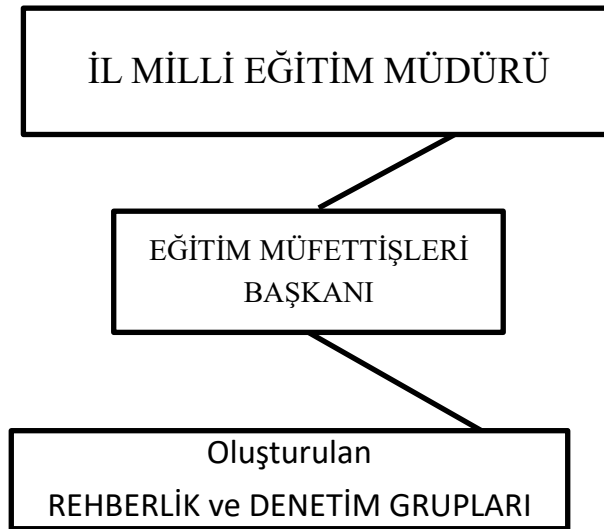 İL MİLLİ EĞİTİM MÜDÜRÜ
EĞİTİM MÜFETTİŞLERİ
BAŞKANI
Oluşturulan
REHBERLİK ve DENETİM GRUPLARI